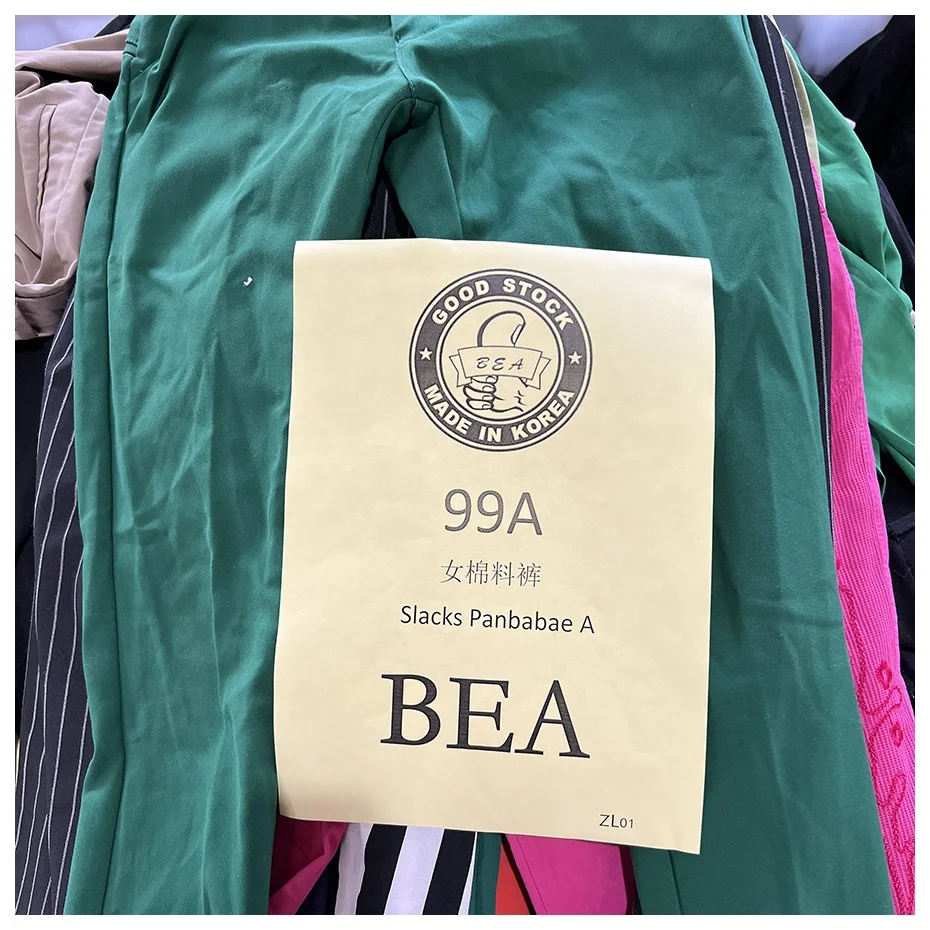 GOOD STOCK
BEA
MADE IN KOREA
99A
女棉料裤
Slacks Panbabae A
BEA
ZL01